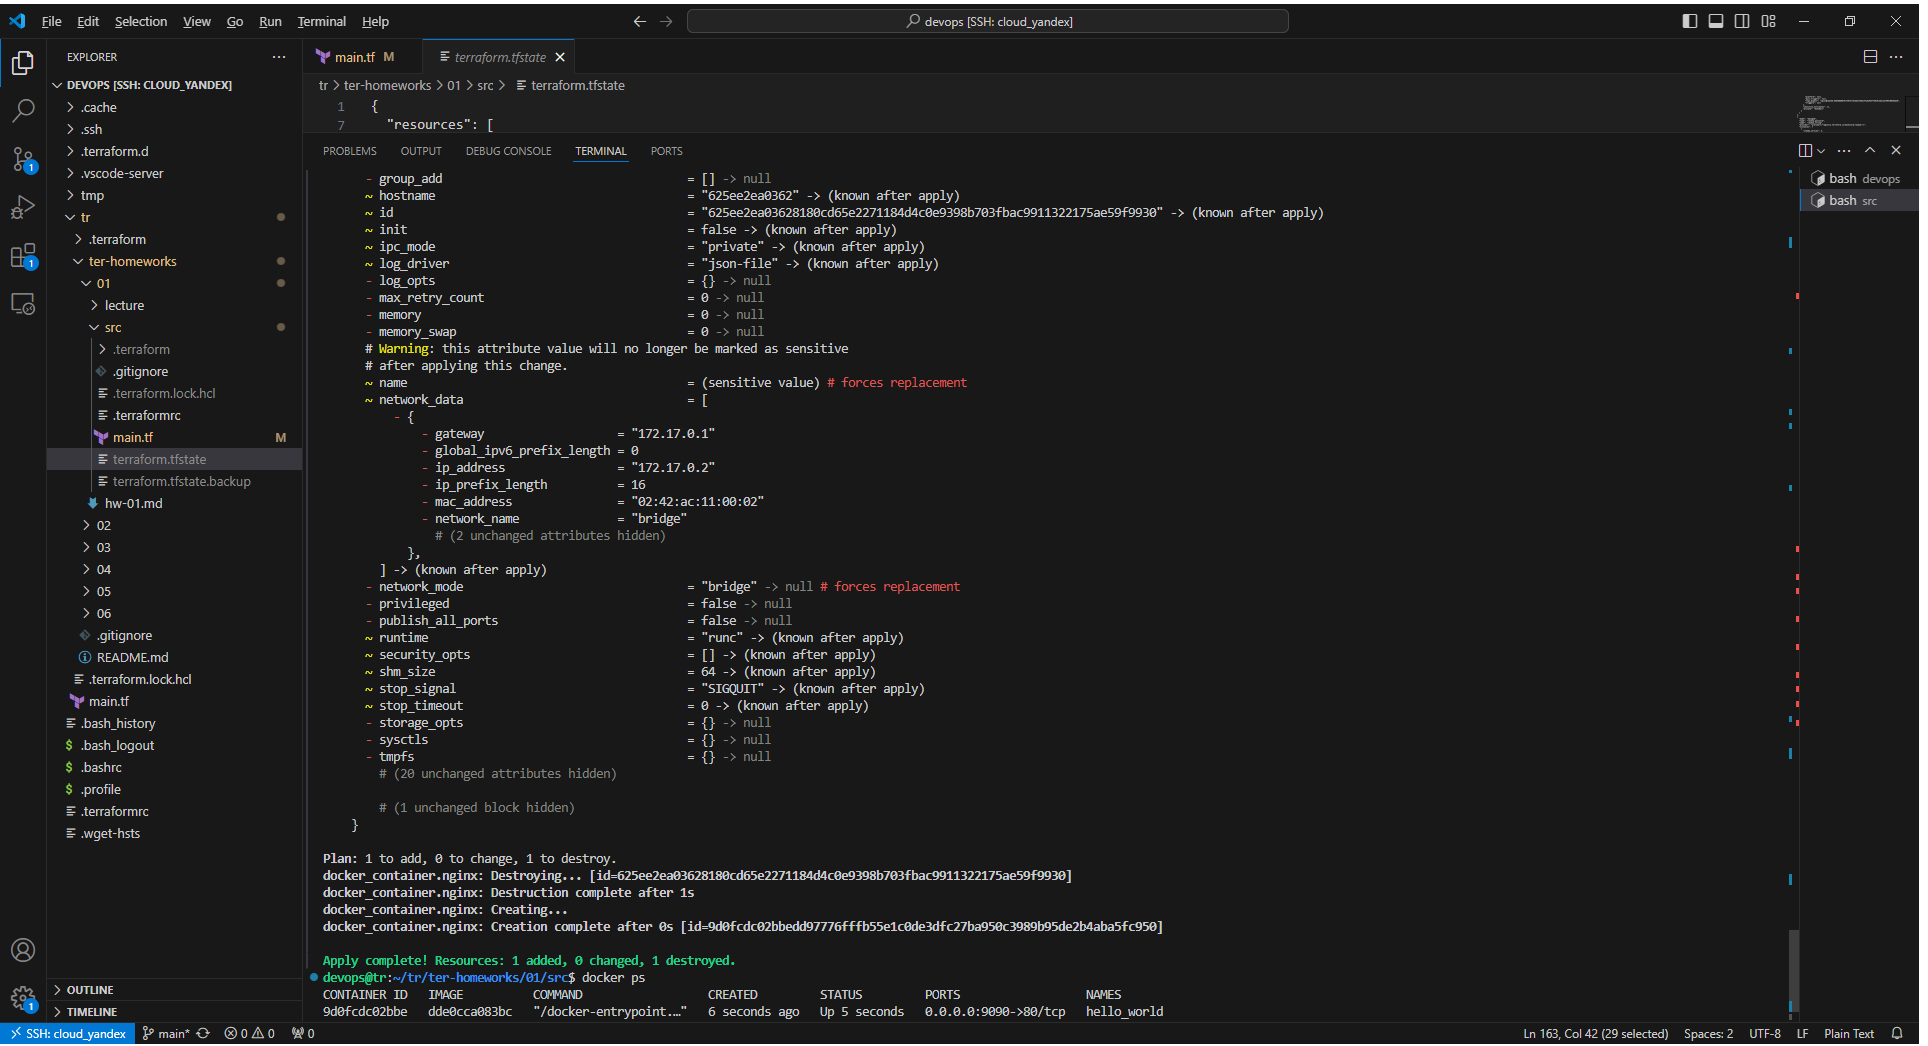 File Edit Selection View Go Run Terminal Help
devops [SSH: cloud_yandex]
EXPLORER
DEVOPS [SSH: CLOUD_YANDEX]
.cache
.ssh
.terraform.d
.vscode-server
tmp
tr
.terraform
ter-homeworks
01
lecture
src
.terraform
.gitignore
.terraform.lock.hcl
.terraformrc
main.tf M
terraform.tfstate
terraform.tfstate.backup
hw-01.md
02
03
04
05
06
.gitignore
README.md
.terraform.lock.hcl
main.tf
.bash_history
.bash_logout
.bashrc
.profile
.terraformrc
.wget-hsts
OUTLINE
TIMELINE
1
1
1
main.tf M
terraform.tfstate
tr > ter-homeworks > 01 > src > terraform.tfstate
1 {
7 "resources": [
PROBLEMS OUTPUT DEBUG CONSOLE TERMINAL PORTS
- group_add = [] -> null
~ hostname = "625ee2ea0362" -> (known after apply)
~ id = "625ee2ea03628180cd65e2271184d4c0e9398b703fbac9911322175ae59f9930" -> (known after apply)
~ init = false -> (known after apply)
~ ipc_mode = "private" -> (known after apply)
~ log_driver = "json-file" -> (known after apply)
- log_opts = {} -> null
- max_retry_count = 0 -> null
- memory = 0 -> null
- memory_swap = 0 -> null
# Warning: this attribute value will no longer be marked as sensitive
# after applying this change.
~ name = (sensitive value) # forces replacement
~ network_data = [
- {
- gateway = "172.17.0.1"
- global_ipv6_prefix_length = 0
- ip_address = "172.17.0.2"
- ip_prefix_length = 16
- mac_address = "02:42:ac:11:00:02"
- network_name = "bridge"
# (2 unchanged attributes hidden)
},
] -> (known after apply)
- network_mode = "bridge" -> null # forces replacement
- privileged = false -> null
- publish_all_ports = false -> null
~ runtime = "runc" -> (known after apply)
~ security_opts = [] -> (known after apply)
~ shm_size = 64 -> (known after apply)
~ stop_signal = "SIGQUIT" -> (known after apply)
~ stop_timeout = 0 -> (known after apply)
- storage_opts = {} -> null
- sysctls = {} -> null
- tmpfs = {} -> null
# (20 unchanged attributes hidden)
# (1 unchanged block hidden)
}
Plan: 1 to add, 0 to change, 1 to destroy.
docker_container.nginx: Destroying... [id=625ee2ea03628180cd65e2271184d4c0e9398b703fbac9911322175ae59f9930]
docker_container.nginx: Destruction complete after 1s
docker_container.nginx: Creating...
docker_container.nginx: Creation complete after 0s [id=9d0fcdc02bbedd97776fffb55e1c0de3dfc27ba950c3989b95de2b4aba5fc950]
Apply complete! Resources: 1 added, 0 changed, 1 destroyed.
devops@tr:~/tr/ter-homeworks/01/src$ docker ps
CONTAINER ID IMAGE COMMAND CREATED STATUS PORTS NAMES
9d0fcdc02bbe dde0cca083bc "/docker-entrypoint.…" 6 seconds ago Up 5 seconds 0.0.0.0:9090->80/tcp hello_world
bash devops
bash src
SSH: cloud_yandex main* 0 0 0 Ln 163, Col 42 (29 selected) Spaces: 2 UTF-8 LF Plain Text